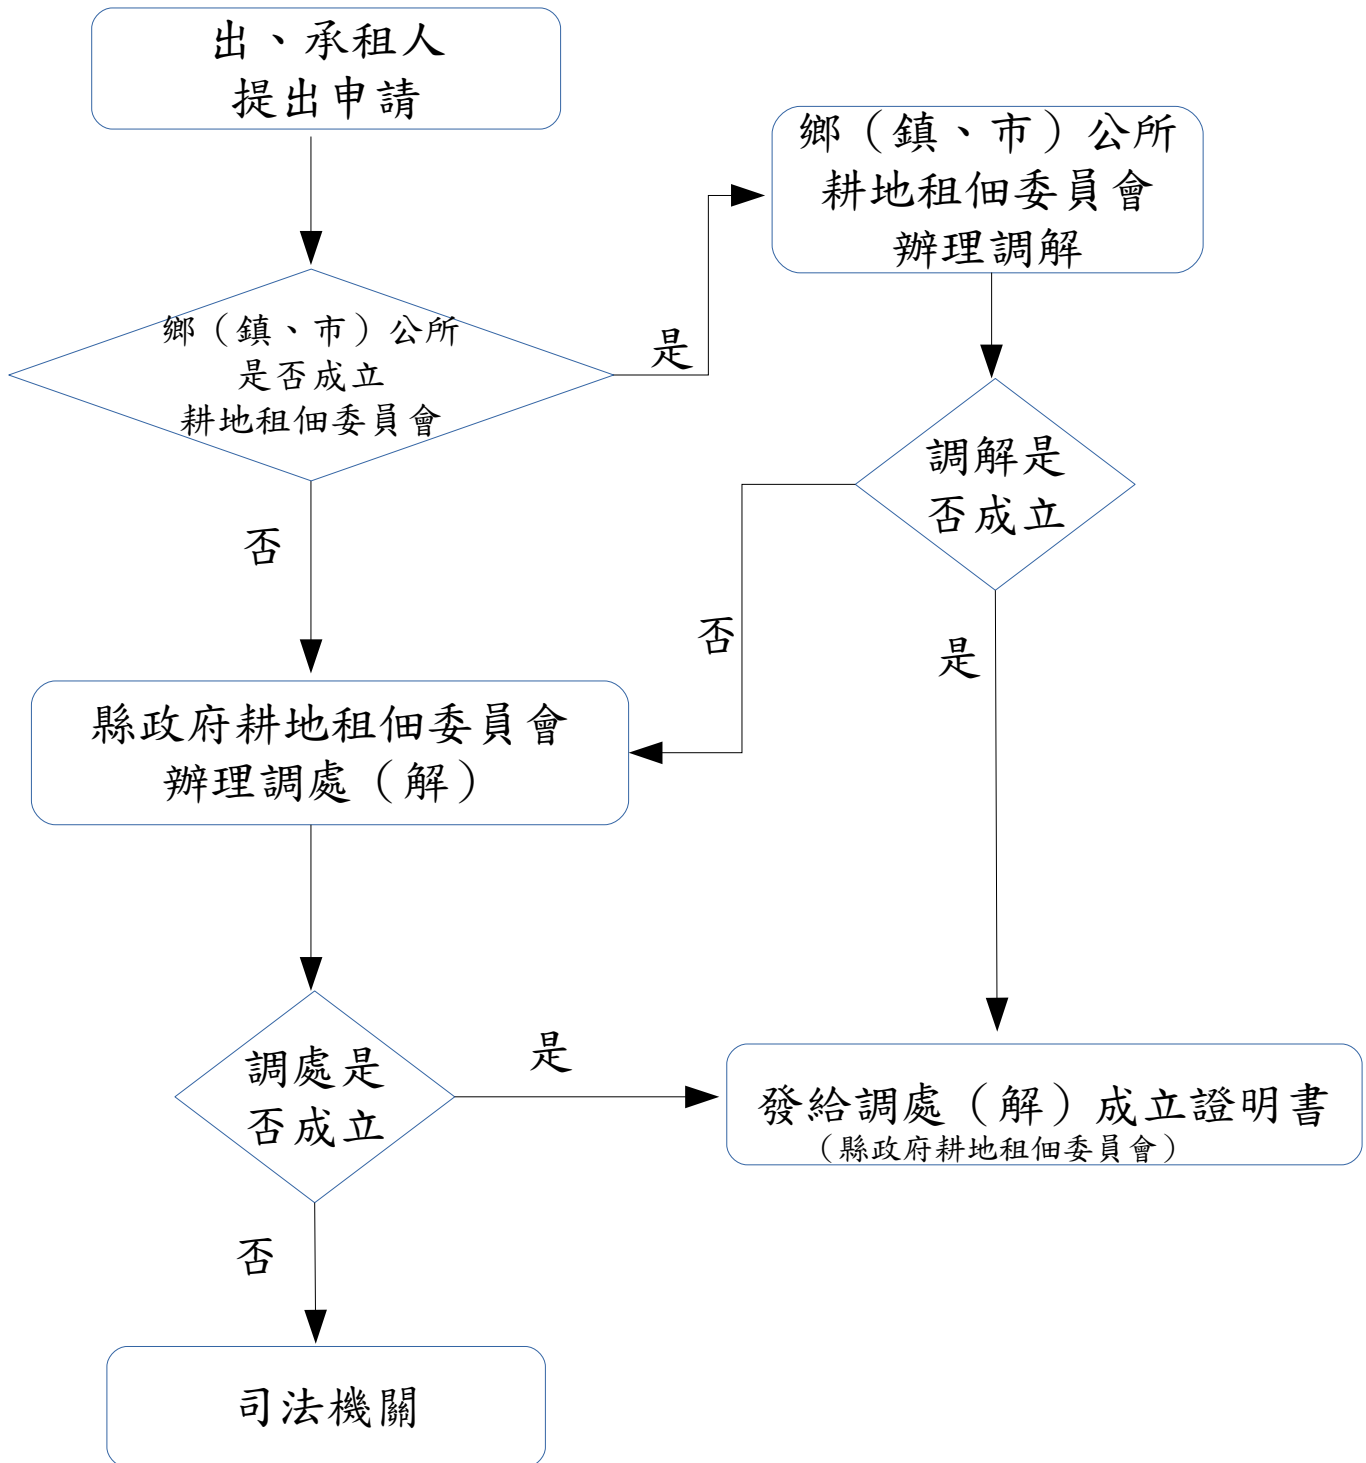 出、承租人
提出申請
鄉（鎮、市）公所
耕地租佃委員會
辦理調解
鄉（鎮、市）公所
是否成立
耕地租佃委員會
是
調解是
否成立
否
否
是
縣政府耕地租佃委員會
辦理調處（解）
調處是
否成立
是
發給調處（解）成立證明書
（縣政府耕地租佃委員會）
否
司法機關